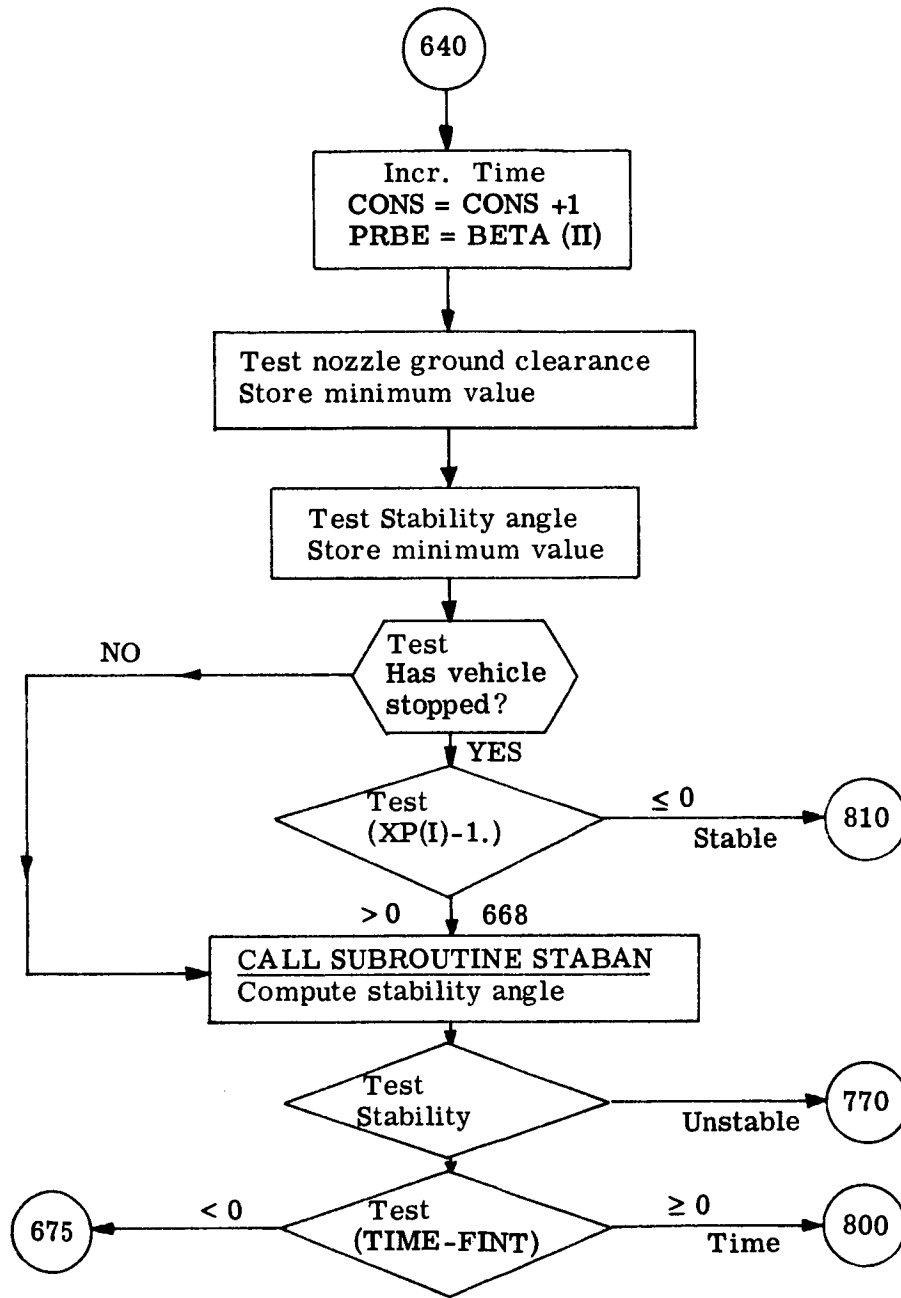 640
Incr. Time
CONS = CONS +1
PRBE = BETA (II)
Test nozzle ground clearance
Store minimum value
Test Stability angle
Store minimum value
NO
Test
Has vehicle
stopped?
YES
Test
(XP(I)-1.)
≤ 0
Stable
810
> 0
668
CALL SUBROUTINE STABAN
Compute stability angle
Test
Stability
Unstable
770
675
< 0
Test
(TIME-FINT)
≥ 0
Time
800